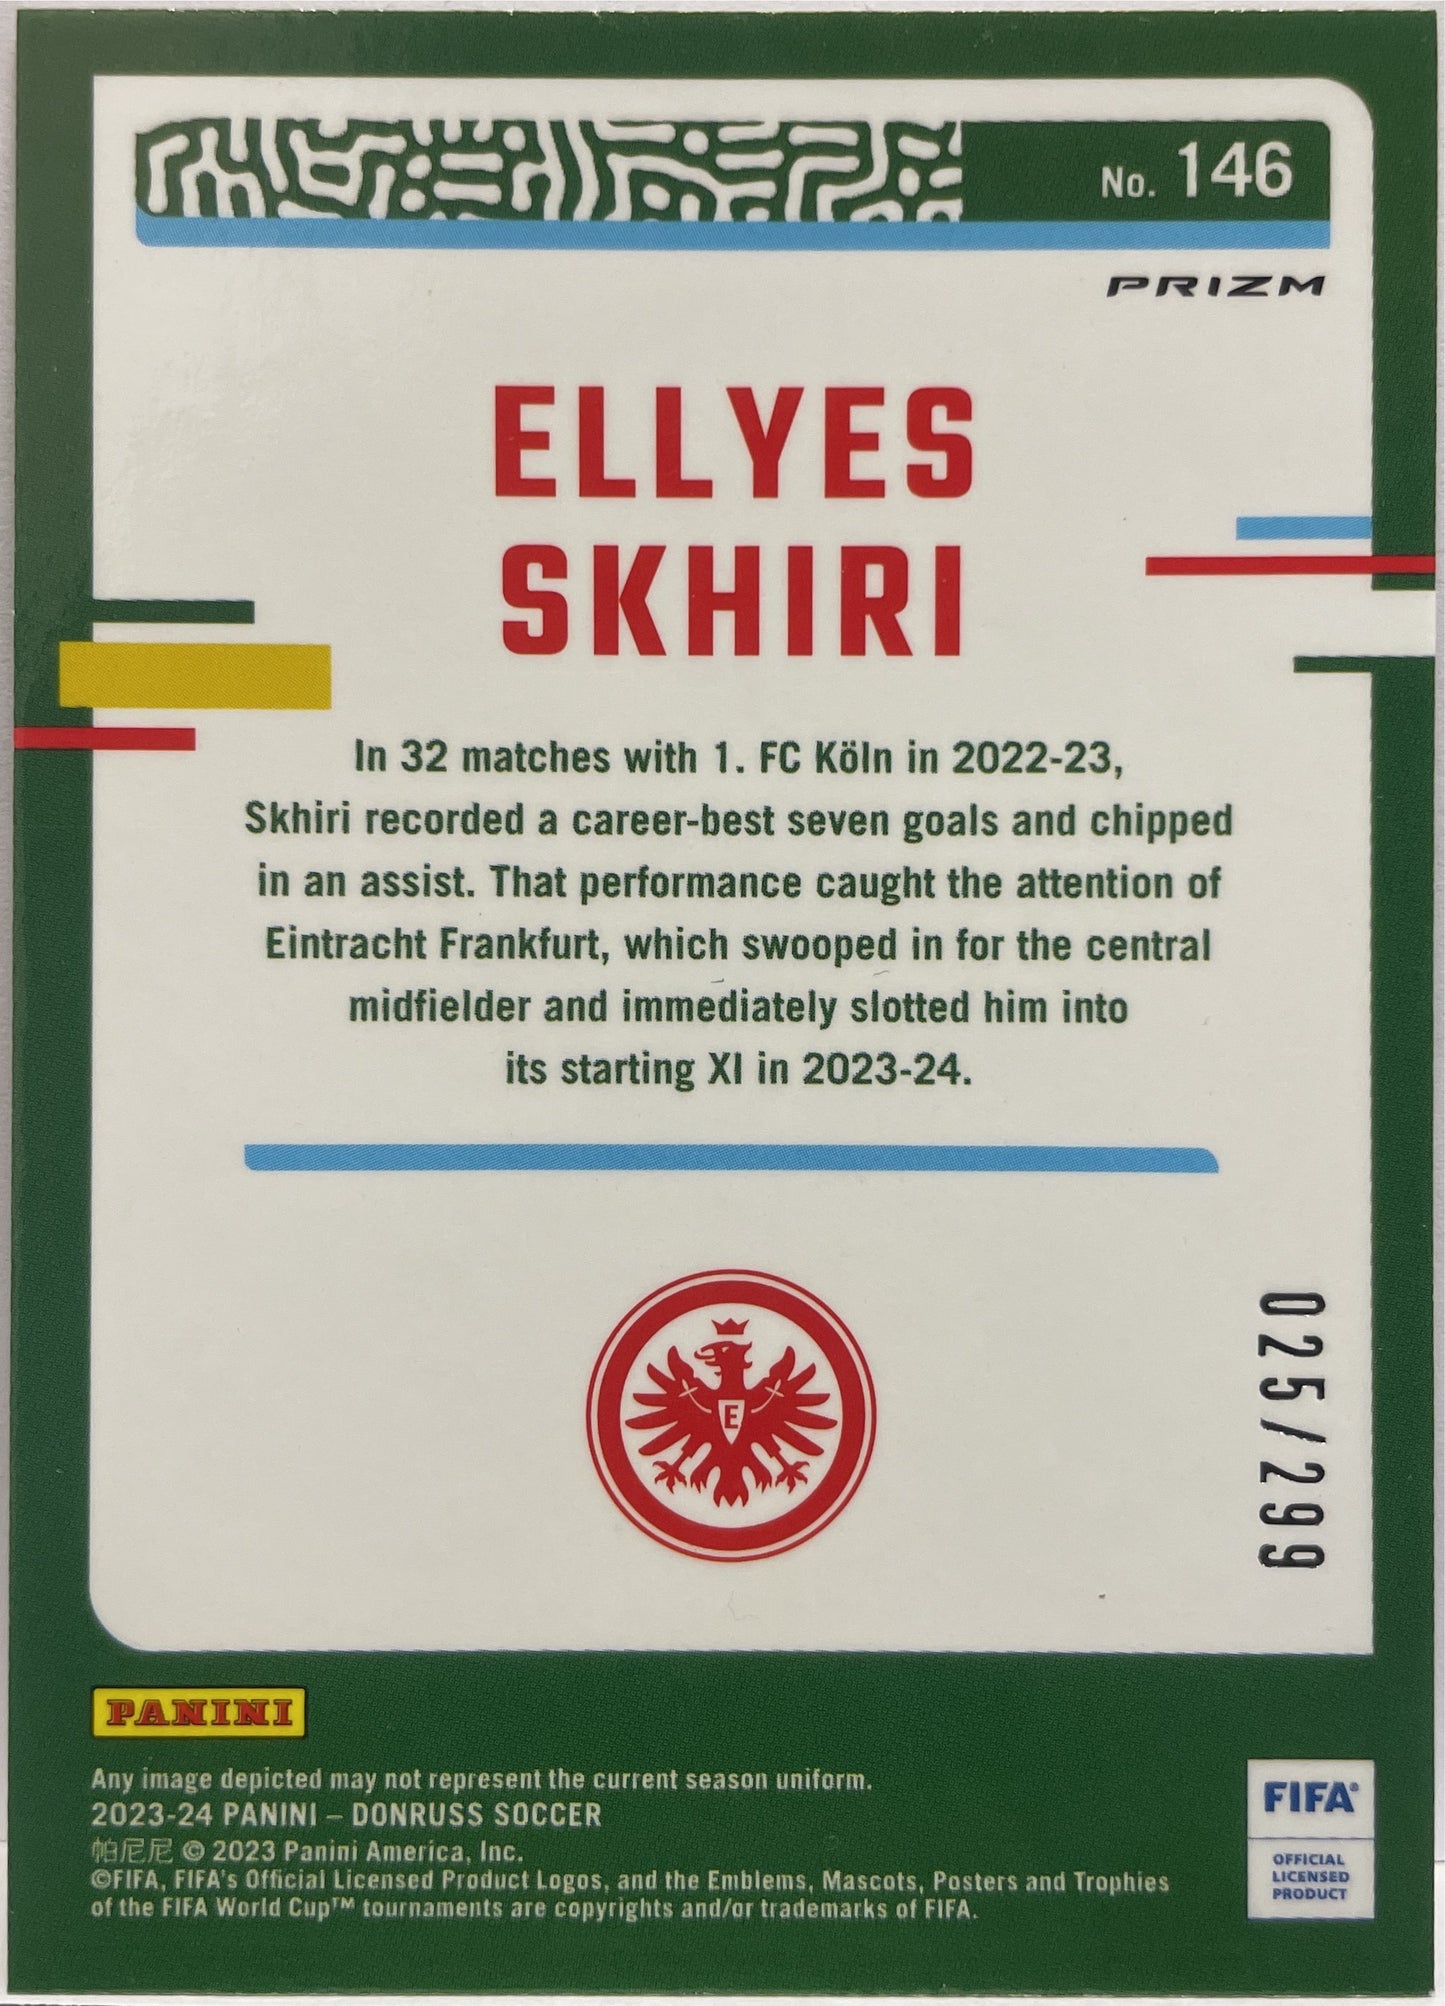 No. 146
PRIZM
ELLYES
SKHIRI
In 32 matches with 1. FC Köln in 2022-23,
Skhiri recorded a career-best seven goals and chipped
in an assist. That performance caught the attention of
Eintracht Frankfurt, which swooped in for the central
midfielder and immediately slotted him into
its starting XI in 2023-24.
E
025/299
PANINI
Any image depicted may not represent the current season uniform.
2023-24 PANINI – DONRUSS SOCCER
帕尼尼 © 2023 Panini America, Inc.
©FIFA, FIFA's Official Licensed Product Logos, and the Emblems, Mascots, Posters and Trophies
of the FIFA World Cup™ tournaments are copyrights and/or trademarks of FIFA.
FIFA®
OFFICIAL
LICENSED
PRODUCT